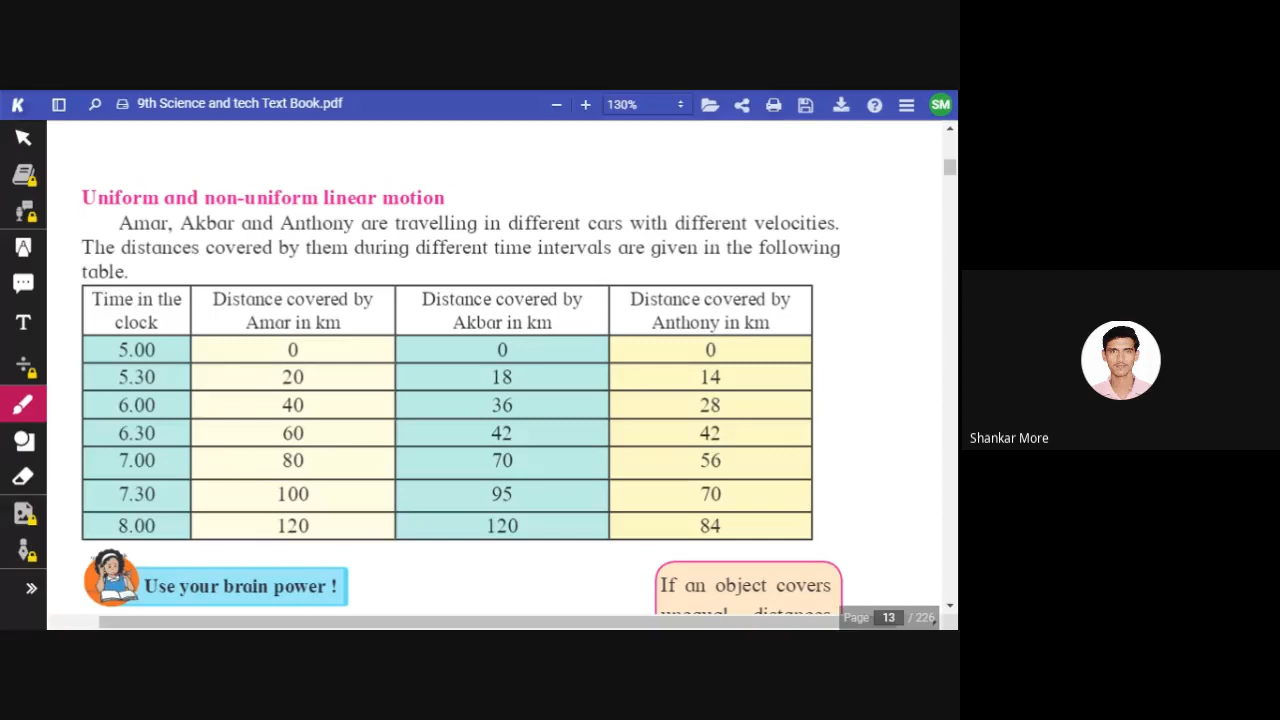 K
9th Science and tech Text Book.pdf
130%
SM
Uniform and non-uniform linear motion
Amar, Akbar and Anthony are travelling in different cars with different velocities.
The distances covered by them during different time intervals are given in the following
table.
Time in the clock Distance covered by Amar in km Distance covered by Akbar in km Distance covered by Anthony in km
5.00 0 0 0
5.30 20 18 14
6.00 40 36 28
6.30 60 42 42
7.00 80 70 56
7.30 100 95 70
8.00 120 120 84
Use your brain power !
If an object covers
unequal distances
Page 13 / 226
Shankar More